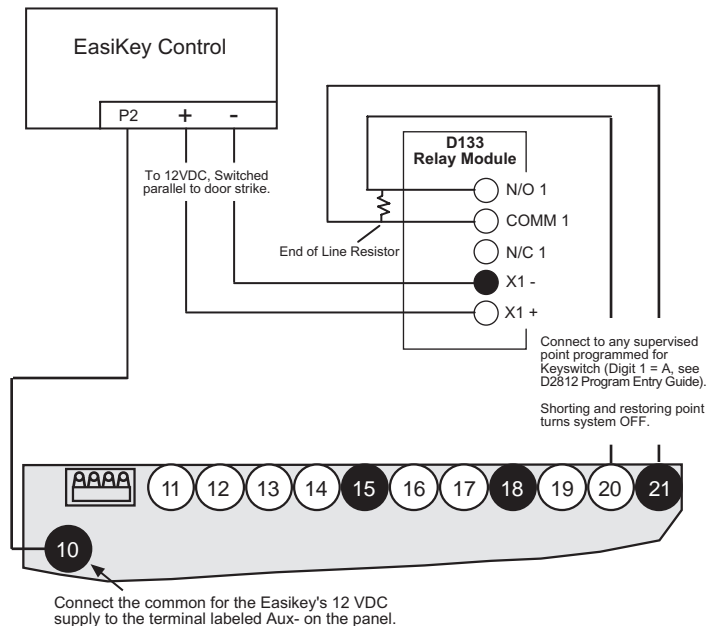 EasiKey Control
P2 + -
To 12VDC, Switched
parallel to door strike.
D133
Relay Module
N/O 1
COMM 1
End of Line Resistor
N/C 1
X1 -
X1 +
Connect to any supervised
point programmed for
Keyswitch (Digit 1 = A, see
D2812 Program Entry Guide).
Shorting and restoring point
turns system OFF.
11 12 13 14 15 16 17 18 19 20 21
10
Connect the common for the Easikey's 12 VDC
supply to the terminal labeled Aux- on the panel.